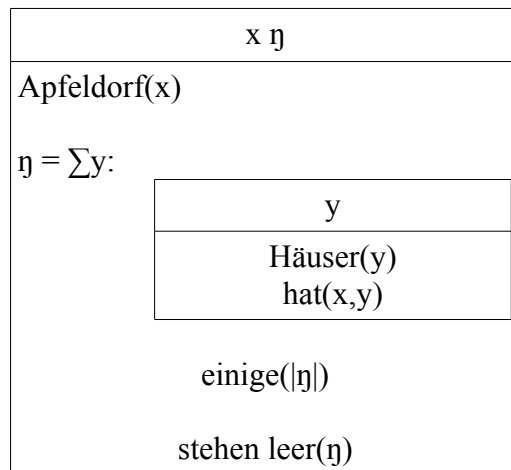 x ŋ
Apfeldorf(x)
ŋ = ∑y:
y
Häuser(y)
hat(x,y)
einige(|ŋ|)
stehen leer(ŋ)